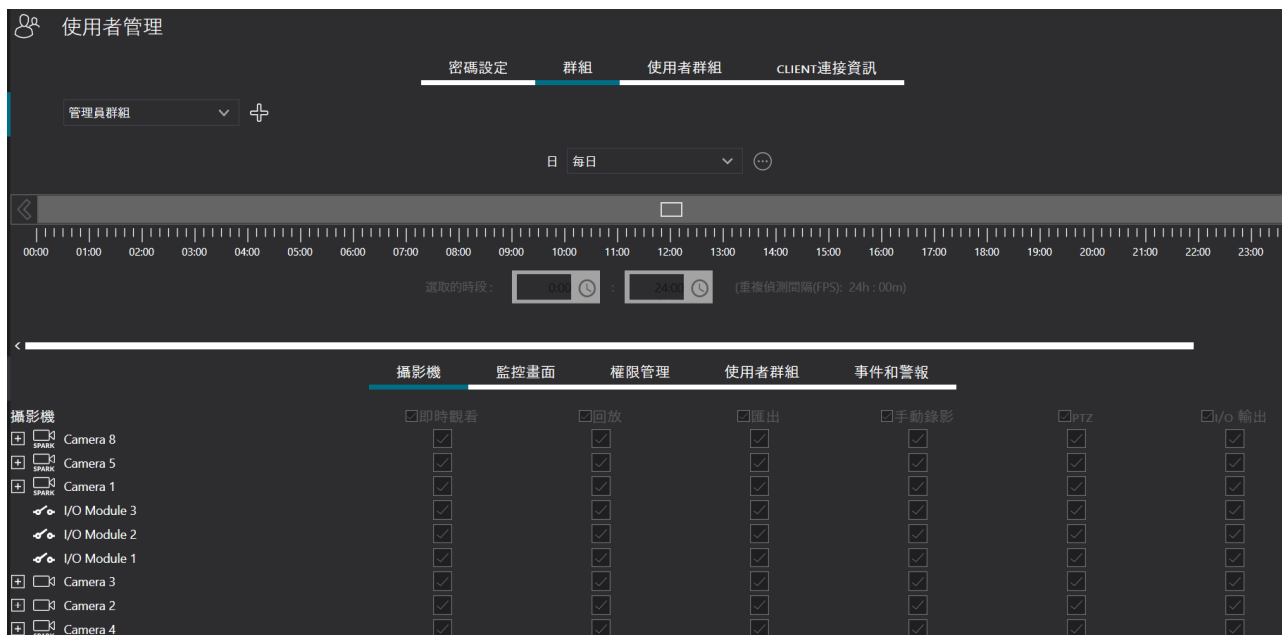 使用者管理
密碼設定 群組 使用者群組 CLIENT連接資訊
管理員群組
日 每日
00:00 01:00 02:00 03:00 04:00 05:00 06:00 07:00 08:00 09:00 10:00 11:00 12:00 13:00 14:00 15:00 16:00 17:00 18:00 19:00 20:00 21:00 22:00 23:00
選取的時段 : 0:00 : 24:00 (重複偵測間隔(FPS): 24h : 00m)
攝影機 監控畫面 權限管理 使用者群組 事件和警報
攝影機 即時觀看 回放 匯出 手動錄影 PTZ I/O 輸出
SPARK Camera 8
SPARK Camera 5
SPARK Camera 1
I/O Module 3
I/O Module 2
I/O Module 1
Camera 3
Camera 2
SPARK Camera 4